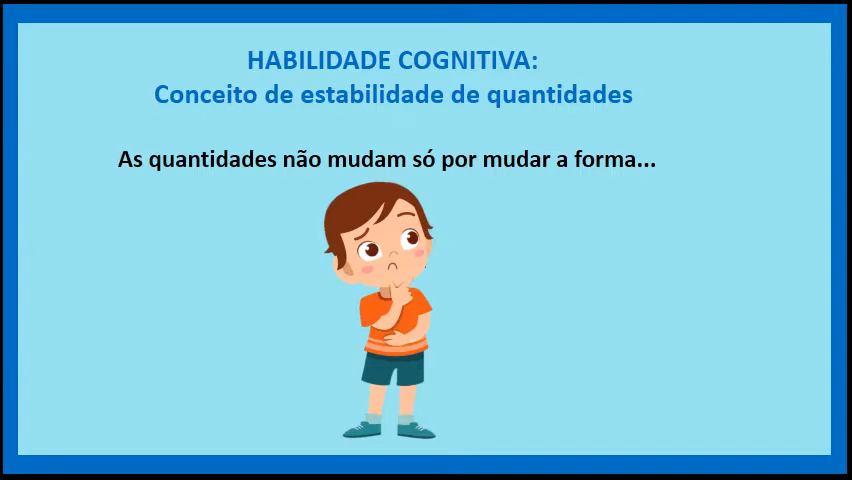 HABILIDADE COGNITIVA:
Conceito de estabilidade de quantidades
As quantidades não mudam só por mudar a forma...